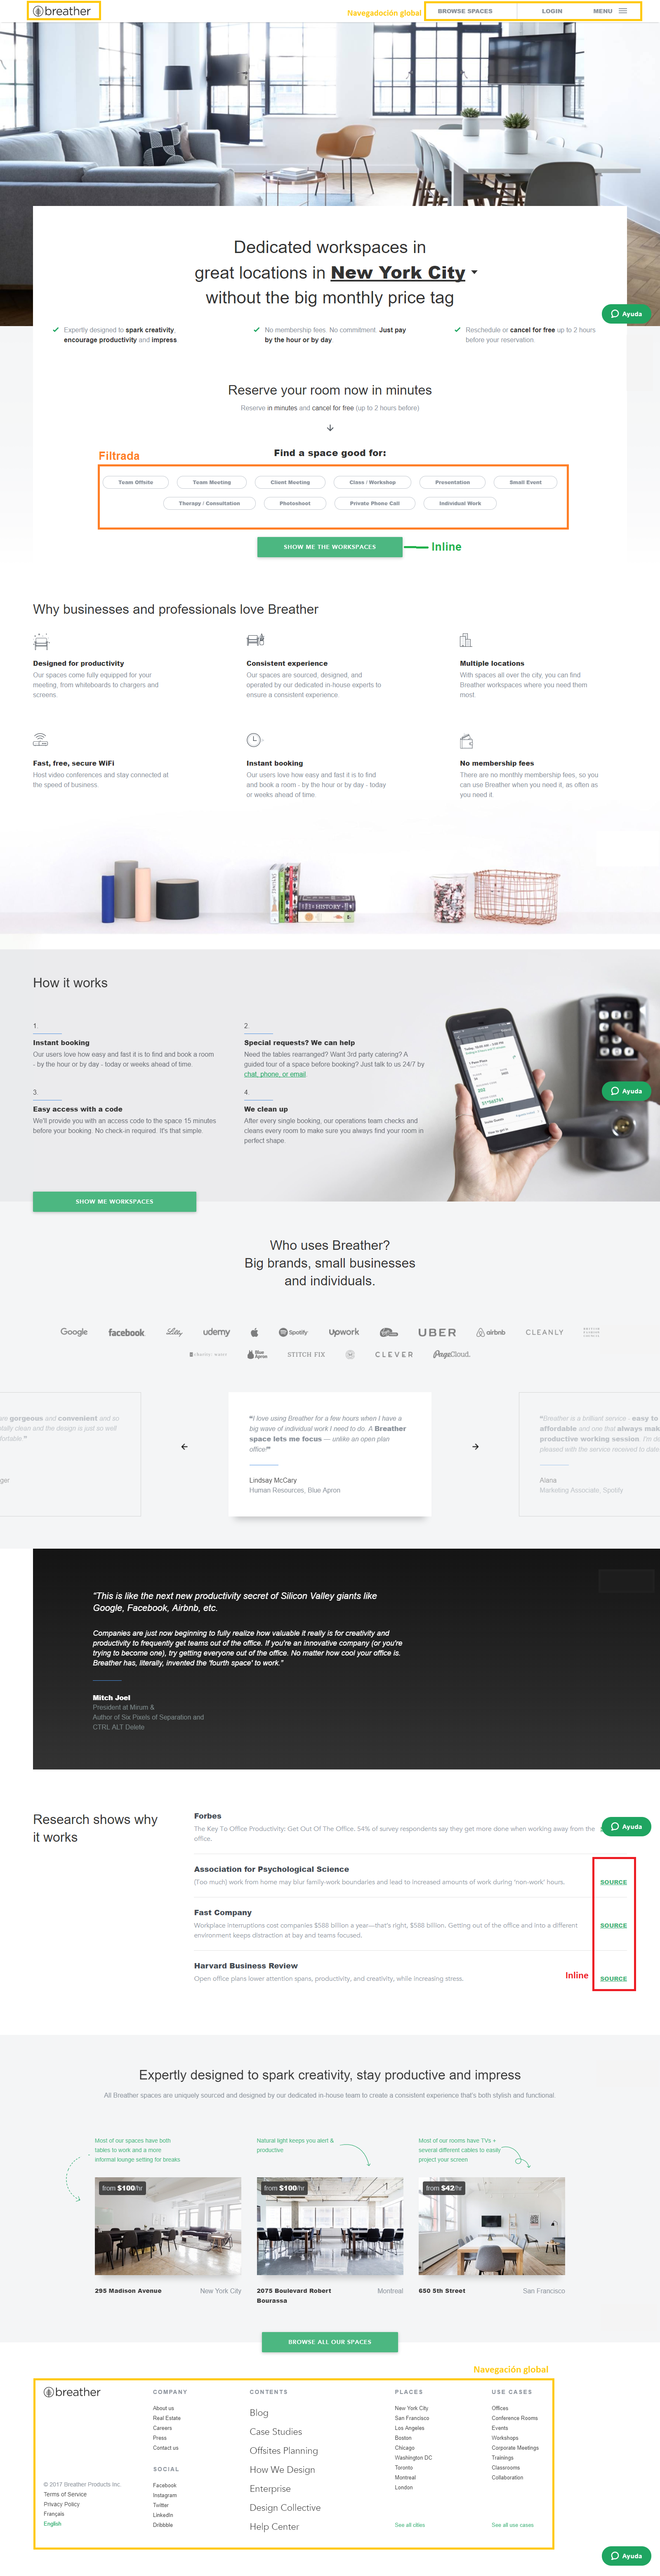 breather
Navegadoción global
BROWSE SPACES
LOGIN
MENU
Dedicated workspaces in
great locations in New York City
without the big monthly price tag
Ayuda
Expertly designed to spark creativity,
encourage productivity and impress.
No membership fees. No commitment. Just pay
by the hour or by day.
Reschedule or cancel for free up to 2 hours
before your reservation.
Reserve your room now in minutes
Reserve in minutes and cancel for free (up to 2 hours before)
Filtrada
Find a space good for:
Team Offsite
Team Meeting
Client Meeting
Class / Workshop
Presentation
Small Event
Therapy / Consultation
Photoshoot
Private Phone Call
Individual Work
SHOW ME THE WORKSPACES
Inline
Why businesses and professionals love Breather
Designed for productivity
Our spaces come fully equipped for your
meeting, from whiteboards to chargers and
screens.
Consistent experience
Our spaces are sourced, designed, and
operated by our dedicated in-house experts to
ensure a consistent experience.
Multiple locations
With spaces all over the city, you can find
Breather workspaces where you need them
most.
Fast, free, secure WiFi
Host video conferences and stay connected at
the speed of business.
Instant booking
Our users love how easy and fast it is to find
and book a room - by the hour or by day - today
or weeks ahead of time.
No membership fees
There are no monthly membership fees, so you
can use Breather when you need it, as often as
you need it.
HISTORY
How it works
1.
Instant booking
Our users love how easy and fast it is to find and book a room
- by the hour or by day - today or weeks ahead of time.
2.
Special requests? We can help
Need the tables rearranged? Want 3rd party catering? A
guided tour of a space before booking? Just talk to us 24/7 by
chat, phone, or email.
Ayuda
3.
Easy access with a code
We'll provide you with an access code to the space 15 minutes
before your booking. No check-in required. It's that simple.
4.
We clean up
After every single booking, our operations team checks and
cleans every room to make sure you always find your room in
perfect shape.
SHOW ME WORKSPACES
Who uses Breather?
Big brands, small businesses
and individuals.
Google
facebook
Lilly
udemy
Spotify
Upwork
UBER
airbnb
CLEANLY
Blue
Apron
STITCH FIX
CLEVER
PageCloud.
are gorgeous and convenient and so
tally clean and the design is just so well
fortable."
ger
"I love using Breather for a few hours when I have a
big wave of individual work I need to do. A Breather
space lets me focus — unlike an open plan
office!"
Lindsay McCary
Human Resources, Blue Apron
"Breather is a brilliant service - easy to
affordable and one that always mak
productive working session. I'm de
pleased with the service received to date
Alana
Marketing Associate, Spotify
"This is like the next new productivity secret of Silicon Valley giants like
Google, Facebook, Airbnb, etc.
Companies are just now beginning to fully realize how valuable it really is for creativity and
productivity to frequently get teams out of the office. If you're an innovative company (or you're
trying to become one), try getting everyone out of the office. No matter how cool your office is.
Breather has, literally, invented the 'fourth space' to work."
Mitch Joel
President at Mirum &
Author of Six Pixels of Separation and
CTRL ALT Delete
Research shows why
it works
Forbes
The Key To Office Productivity: Get Out Of The Office. 54% of survey respondents say they get more done when working away from the
office.
Ayuda
Association for Psychological Science
(Too much) work from home may blur family-work boundaries and lead to increased amounts of work during 'non-work' hours.
SOURCE
Fast Company
Workplace interruptions cost companies $588 billion a year—that's right, $588 billion. Getting out of the office and into a different
environment keeps distraction at bay and teams focused.
SOURCE
Harvard Business Review
Open office plans lower attention spans, productivity, and creativity, while increasing stress.
Inline
SOURCE
Expertly designed to spark creativity, stay productive and impress
All Breather spaces are uniquely sourced and designed by our dedicated in-house team to create a consistent experience that's both stylish and functional.
Most of our spaces have both
tables to work and a more
informal lounge setting for breaks
Natural light keeps you alert &
productive
Most of our rooms have TVs +
several different cables to easily
project your screen
from $100/hr
from $100/hr
from $42/hr
295 Madison Avenue
New York City
2075 Boulevard Robert
Bourassa
Montreal
650 5th Street
San Francisco
BROWSE ALL OUR SPACES
Navegación global
breather
© 2017 Breather Products Inc.
Terms of Service
Privacy Policy
Français
English
COMPANY
About us
Real Estate
Careers
Press
Contact us
SOCIAL
Facebook
Instagram
Twitter
LinkedIn
Dribbble
CONTENTS
Blog
Case Studies
Offsites Planning
How We Design
Enterprise
Design Collective
Help Center
PLACES
New York City
San Francisco
Los Angeles
Boston
Chicago
Washington DC
Toronto
Montreal
London
See all cities
USE CASES
Offices
Conference Rooms
Events
Workshops
Corporate Meetings
Trainings
Classrooms
Collaboration
See all use cases
Ayuda